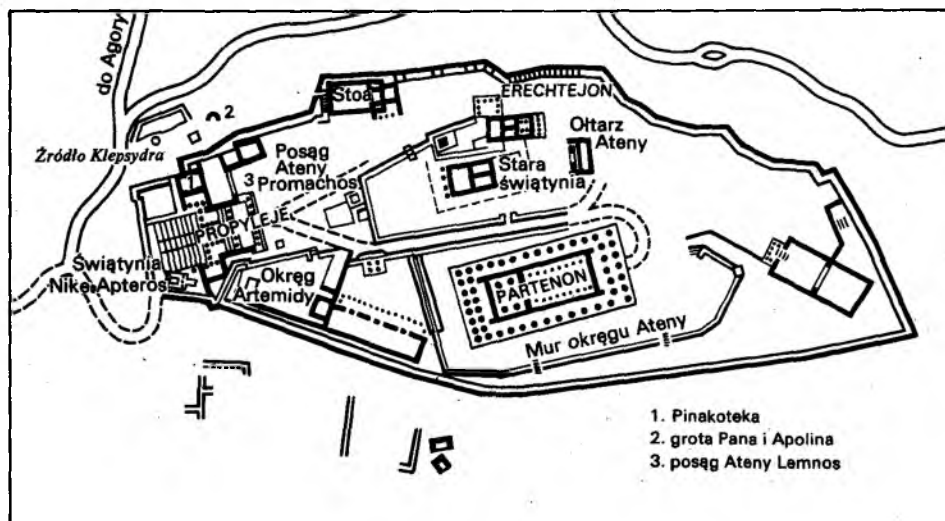 do Agory
2
Źródło Klepsydra
Stoa
ERECHTEJON
Ołtarz
Ateny
Posąg
Ateny
3 Promachos
Stara
świątynia
1
PROPYLEJE
Świątynia
Nike Apteros
Okręg
Artemidy
PARTENON
Mur okręgu Ateny
1. Pinakoteka
2. grota Pana i Apolina
3. posąg Ateny Lemnos